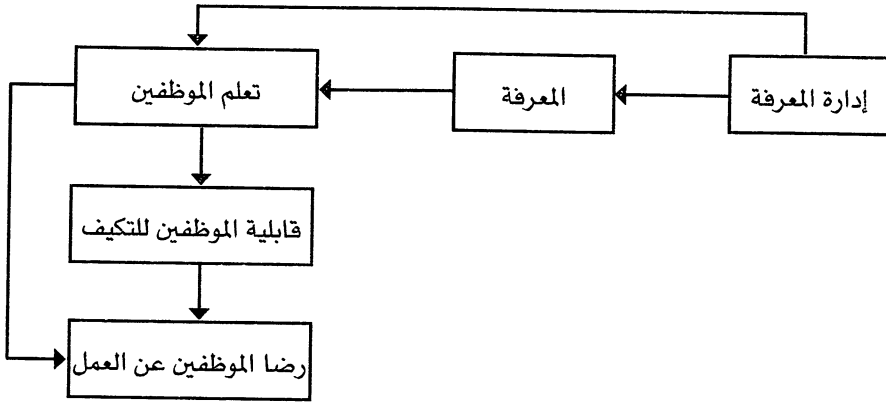 إدارة المعرفة
المعرفة
تعلم الموظفين
قابلية الموظفين للتكيف
رضا الموظفين عن العمل